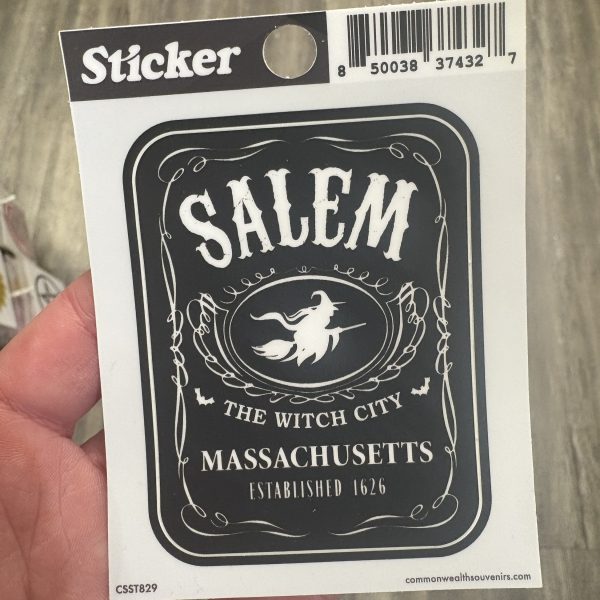 Sticker
8 50038 37432 7
SALEM
THE WITCH CITY
MASSACHUSETTS
ESTABLISHED 1626
CSST829
commonwealthsouvenirs.com